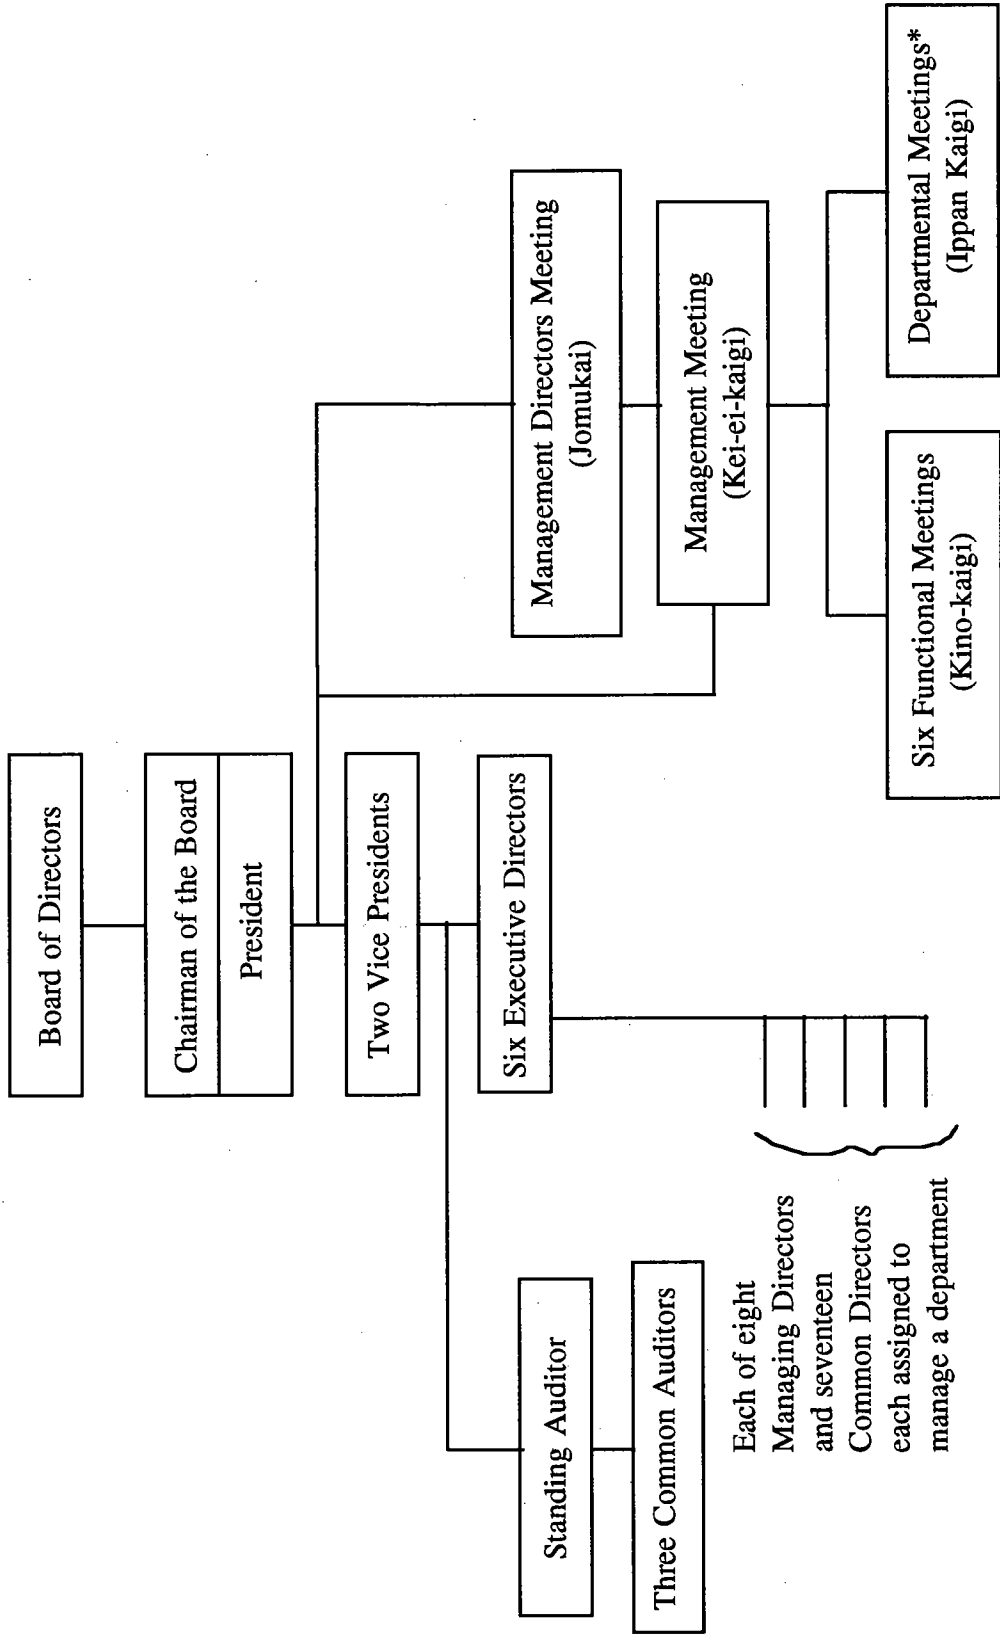 Board of Directors
Chairman of the Board
President
Two Vice Presidents
Six Executive Directors
Standing Auditor
Three Common Auditors
Each of eight
Managing Directors
and seventeen
Common Directors
each assigned to
manage a department
Management Directors Meeting
(Jomukai)
Management Meeting
(Kei-ei-kaigi)
Six Functional Meetings
(Kino-kaigi)
Departmental Meetings*
(Ippan Kaigi)